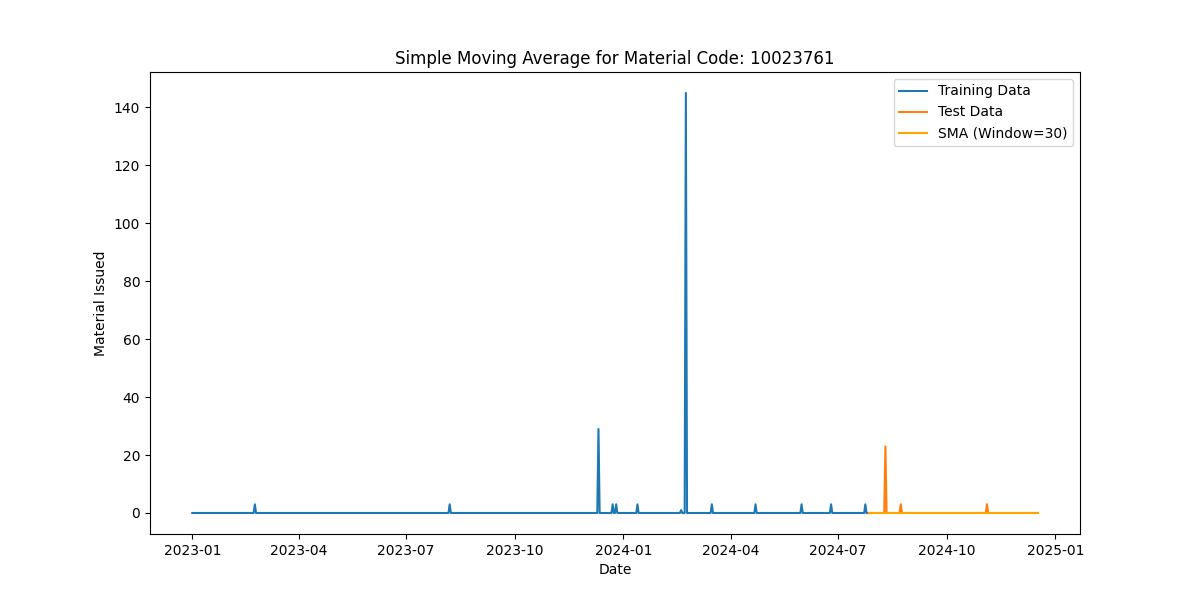 Simple Moving Average for Material Code: 10023761
Training Data
Test Data
SMA (Window=30)
Material Issued
140
120
100
80
60
40
20
0
2023-01 2023-04 2023-07 2023-10 2024-01 2024-04 2024-07 2024-10 2025-01
Date